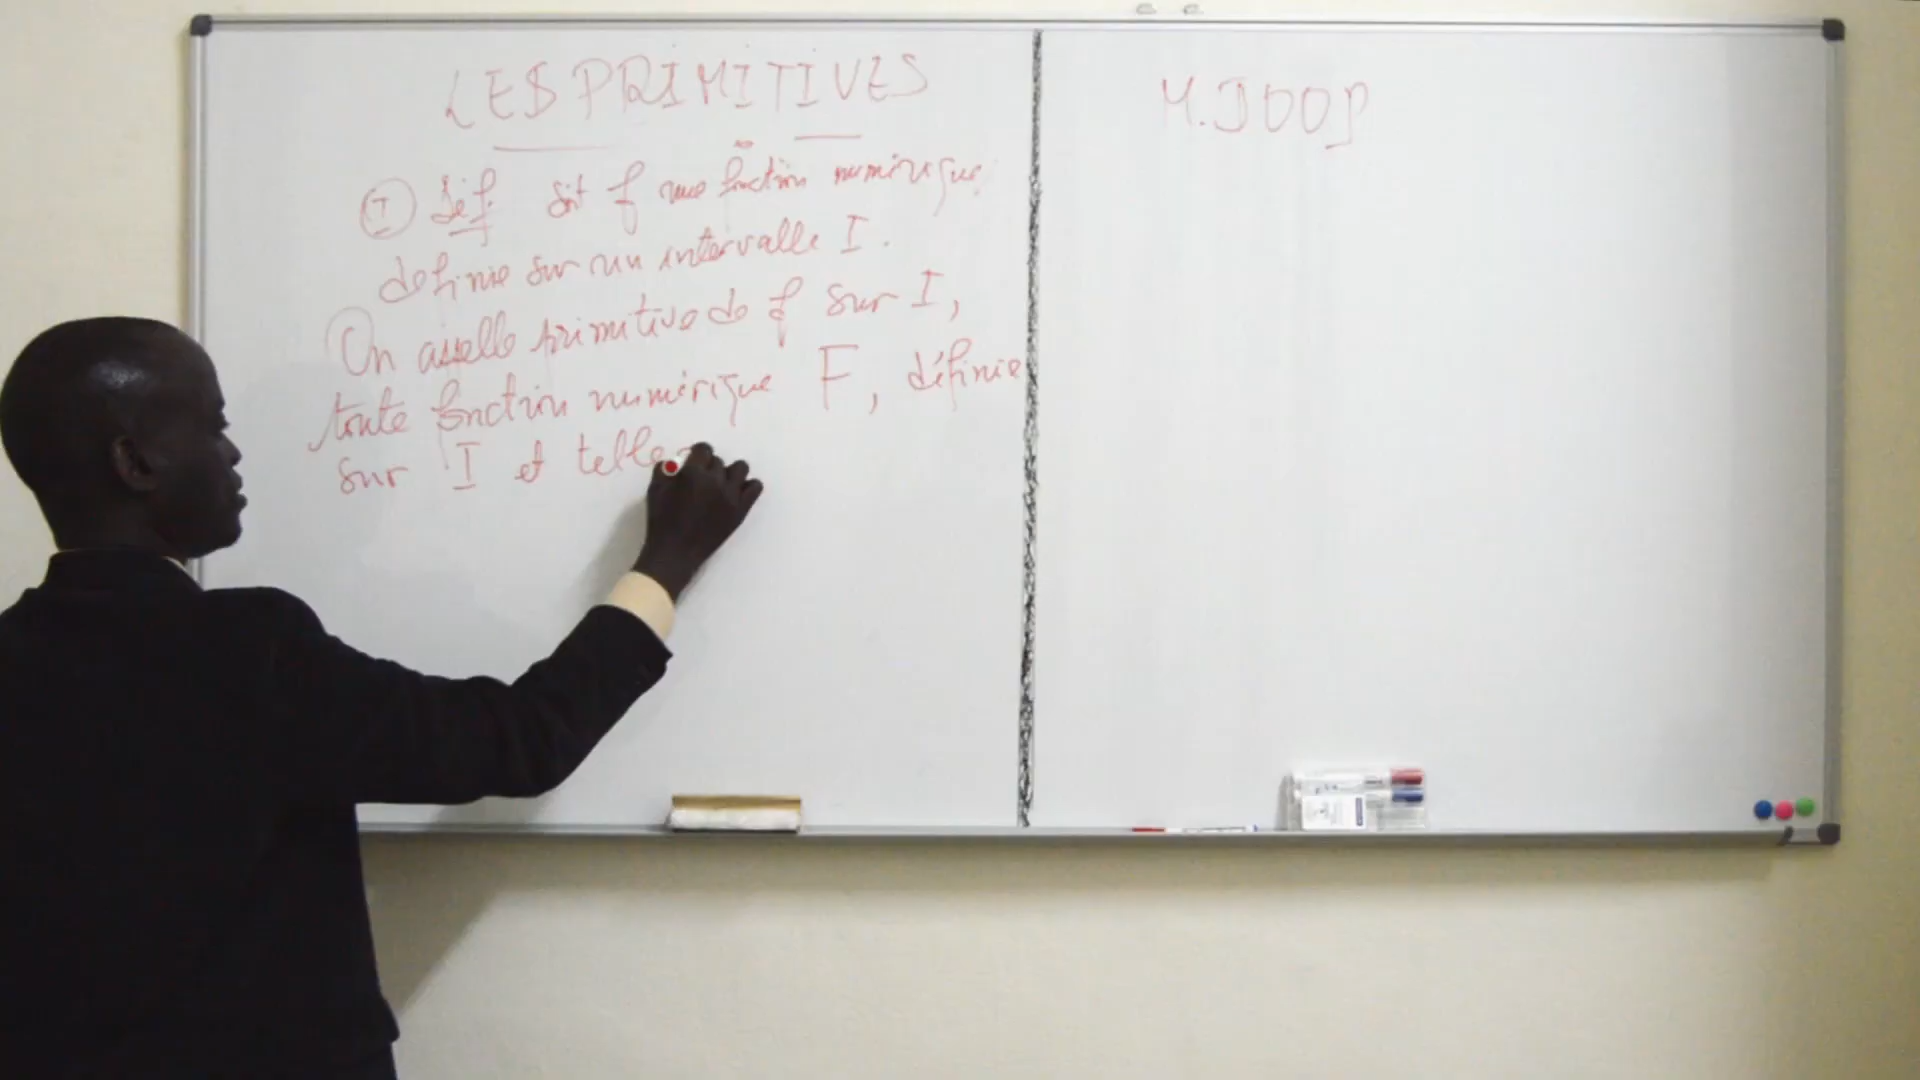 LES PRIMITIVES
I Déf: Soit f une fonction numérique
définie sur un intervalle I.
On appelle primitive de f sur I,
toute fonction numérique F, définie
sur I et telle
M. DOOP